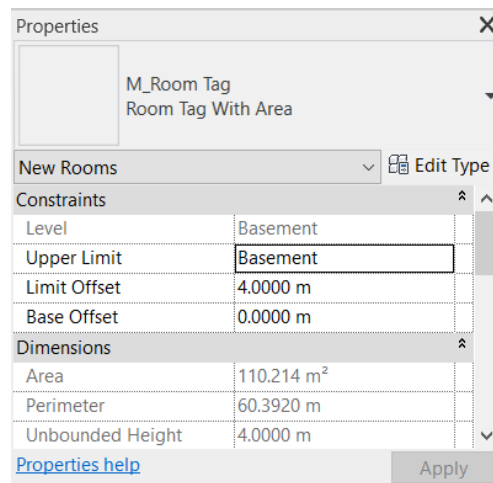 Properties
M_Room Tag
Room Tag With Area
New Rooms Edit Type
Constraints
Level Basement
Upper Limit Basement
Limit Offset 4.0000 m
Base Offset 0.0000 m
Dimensions
Area 110.214 m²
Perimeter 60.3920 m
Unbounded Height 4.0000 m
Properties help Apply